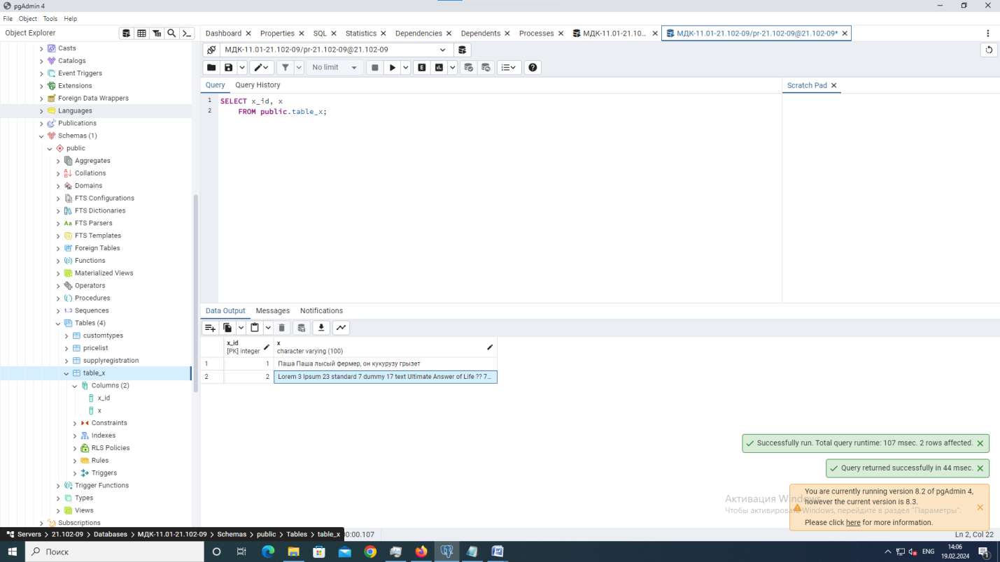 pgAdmin 4
File Object Tools Help
Object Explorer
Dashboard Properties SQL Statistics Dependencies Dependents Processes МДК-11.01-21.10... МДК-11.01-21.102-09/pr-21.102-09@21.102-09*
МДК-11.01-21.102-09/pr-21.102-09@21.102-09
No limit
Query Query History
Scratch Pad
1 SELECT x_id, x
2 FROM public.table_x;
Casts
Catalogs
Event Triggers
Extensions
Foreign Data Wrappers
Languages
Publications
Schemas (1)
public
Aggregates
Collations
Domains
FTS Configurations
FTS Dictionaries
FTS Parsers
FTS Templates
Foreign Tables
Functions
Materialized Views
Operators
Procedures
Sequences
Tables (4)
customtypes
pricelist
supplyregistration
table_x
Columns (2)
x_id
x
Constraints
Indexes
RLS Policies
Rules
Triggers
Trigger Functions
Types
Views
Subscriptions
Data Output Messages Notifications
x_id x
[PK] integer character varying (100)
1 1 Паша Паша лысый фермер, он кукурузу грызет
2 2 Lorem 3 Ipsum 23 standard 7 dummy 17 text Ultimate Answer of Life ?? 7...
Successfully run. Total query runtime: 107 msec. 2 rows affected.
Query returned successfully in 44 msec.
You are currently running version 8.2 of pgAdmin 4,
however the current version is 8.3.
Please click here for more information.
Активация Windows
Чтобы активировать Windows, перейдите в раздел "Параметры".
Servers > 21.102-09 > Databases > МДК-11.01-21.102-09 > Schemas > public > Tables > table_x
00:00.107
Ln 2, Col 22
Поиск
ENG
14:06
19.02.2024
1